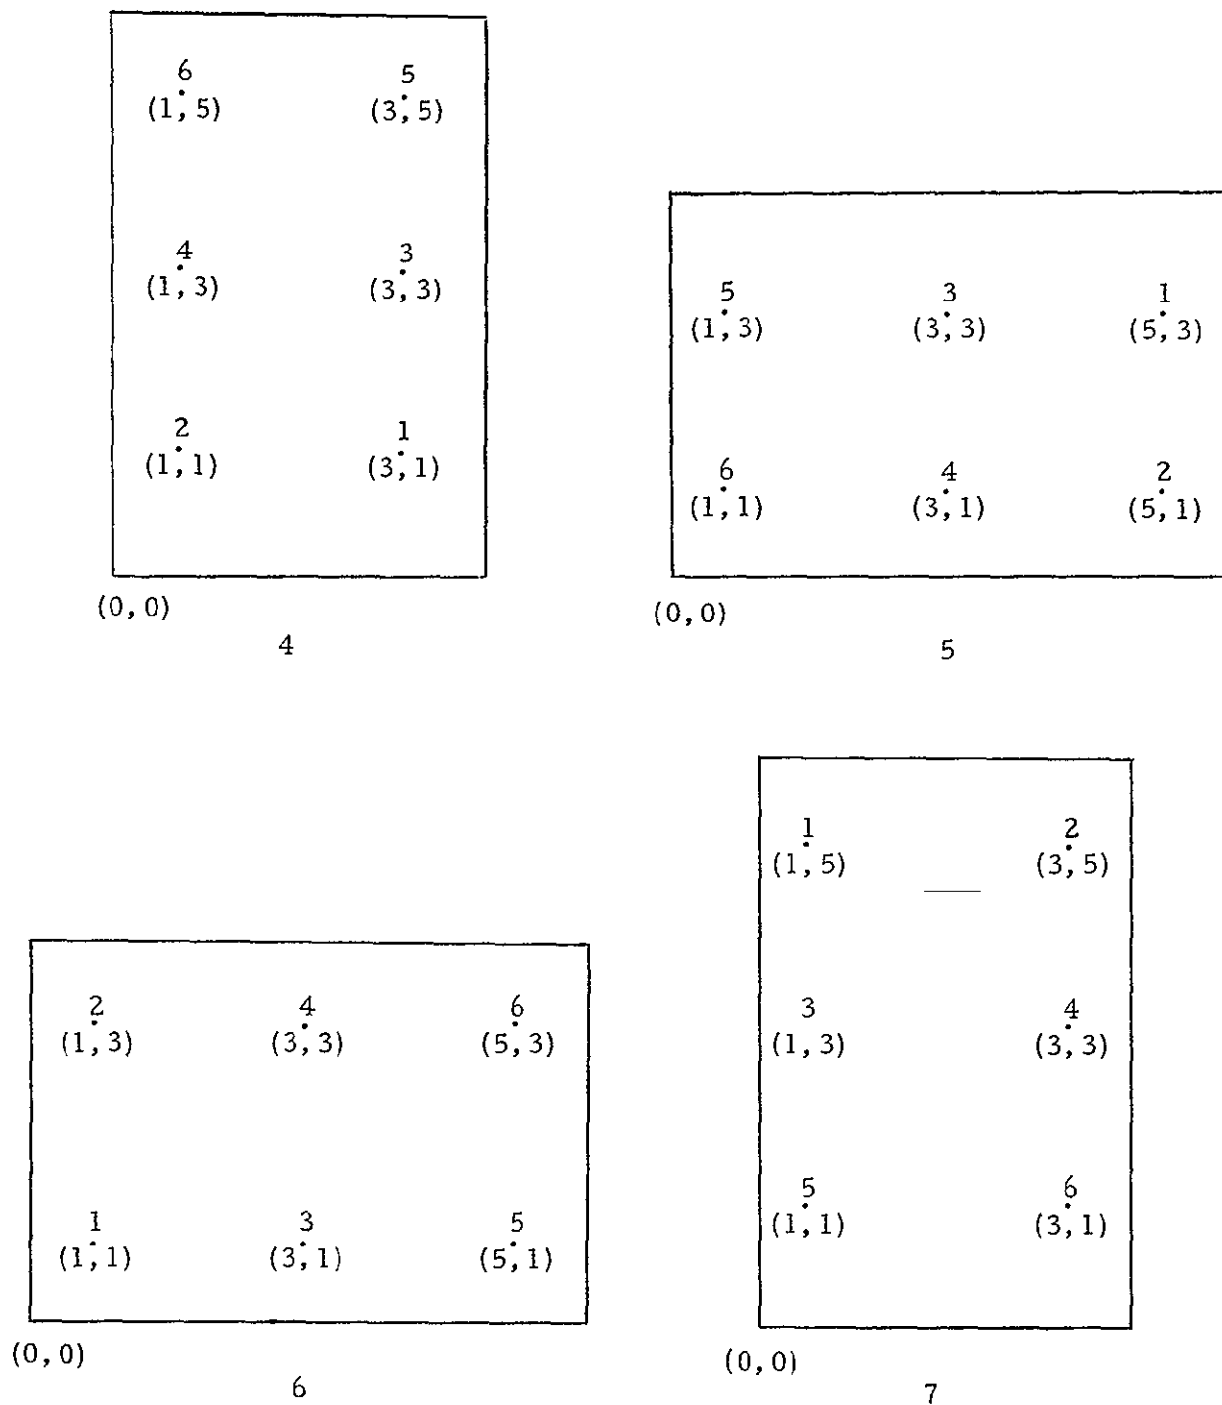 6 5
(1,5) (3,5)
4 3
(1,3) (3,3)
2 1
(1,1) (3,1)
(0,0)
4
5 3 1
(1,3) (3,3) (5,3)
6 4 2
(1,1) (3,1) (5,1)
(0,0)
5
2 4 6
(1,3) (3,3) (5,3)
1 3 5
(1,1) (3,1) (5,1)
(0,0)
6
1 2
(1,5) (3,5)
3 4
(1,3) (3,3)
5 6
(1,1) (3,1)
(0,0)
7